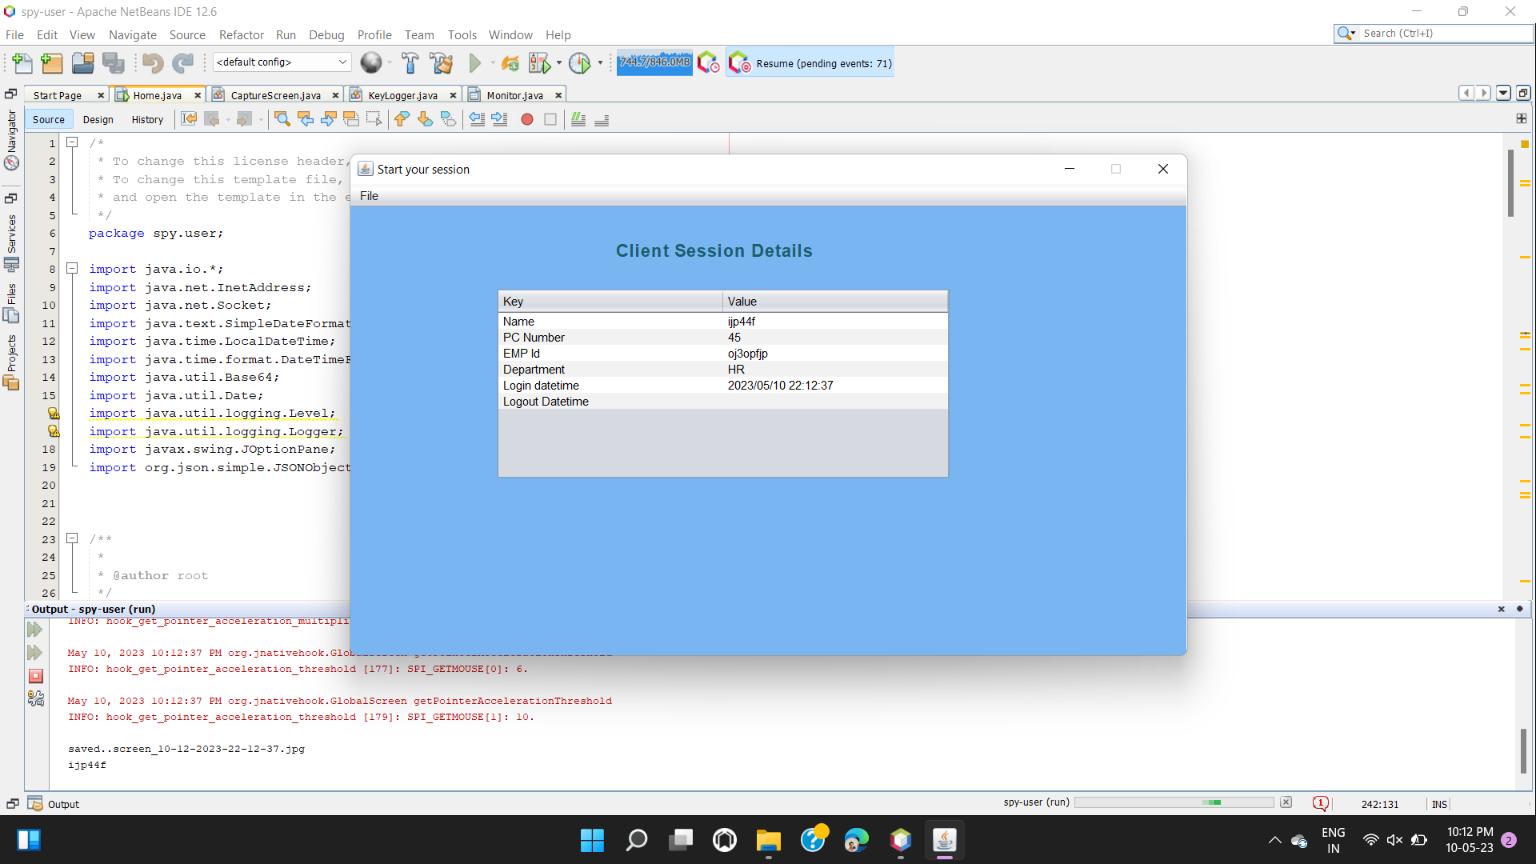 spy-user - Apache NetBeans IDE 12.6
File Edit View Navigate Source Refactor Run Debug Profile Team Tools Window Help
Search (Ctrl+I)
<default config>
744.7/846.0MB
Resume (pending events: 71)
Start Page
Home.java
CaptureScreen.java
KeyLogger.java
Monitor.java
Source Design History
Navigator
Services
Files
Projects
1 /*
2 * To change this license header,
3 * To change this template file,
4 * and open the template in the e
5 */
6 package spy.user;
7
8 import java.io.*;
9 import java.net.InetAddress;
10 import java.net.Socket;
11 import java.text.SimpleDateFormat
12 import java.time.LocalDateTime;
13 import java.time.format.DateTimeF
14 import java.util.Base64;
15 import java.util.Date;
import java.util.logging.Level;
import java.util.logging.Logger;
18 import javax.swing.JOptionPane;
19 import org.json.simple.JSONObject
20
21
22
23 /**
24 *
25 * @author root
26 */
Start your session
File
Client Session Details
Key Value
Name ijp44f
PC Number 45
EMP Id oj3opfjp
Department HR
Login datetime 2023/05/10 22:12:37
Logout Datetime
Output - spy-user (run)
INFO: hook_get_pointer_acceleration_multipli
May 10, 2023 10:12:37 PM org.jnativehook.GlobalScreen getPointerAccelerationThreshold
INFO: hook_get_pointer_acceleration_threshold [177]: SPI_GETMOUSE[0]: 6.
May 10, 2023 10:12:37 PM org.jnativehook.GlobalScreen getPointerAccelerationThreshold
INFO: hook_get_pointer_acceleration_threshold [179]: SPI_GETMOUSE[1]: 10.
saved..screen_10-12-2023-22-12-37.jpg
ijp44f
Output
spy-user (run)
1
242:131
INS
ENG
IN
10:12 PM
10-05-23
2